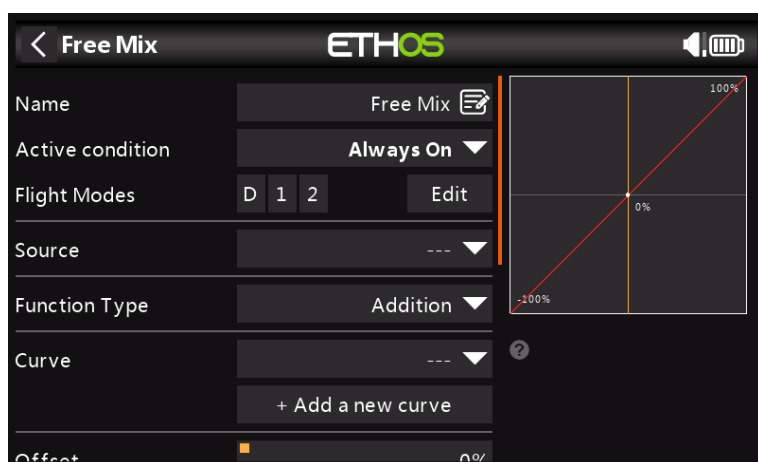 Free Mix ETHOS
Name Free Mix
Active condition Always On
Flight Modes D 1 2 Edit
Source ---
Function Type Addition
Curve ---
+ Add a new curve
Offset 0%
100%
0%
-100%
?